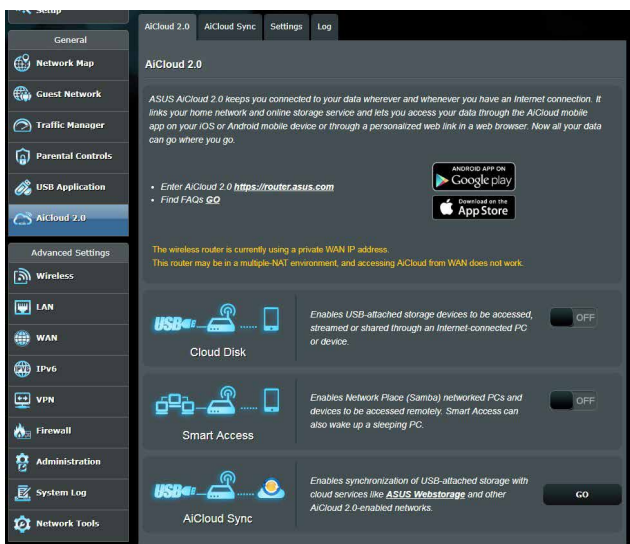 Setup
General
Network Map
Guest Network
Traffic Manager
Parental Controls
USB Application
AiCloud 2.0
Advanced Settings
Wireless
LAN
WAN
IPv6
VPN
Firewall
Administration
System Log
Network Tools
AiCloud 2.0 AiCloud Sync Settings Log
AiCloud 2.0
ASUS AiCloud 2.0 keeps you connected to your data wherever and whenever you have an Internet connection. It
links your home network and online storage service and lets you access your data through the AiCloud mobile
app on your iOS or Android mobile device or through a personalized web link in a web browser. Now all your data
can go where you go.
• Enter AiCloud 2.0 https://router.asus.com
• Find FAQs GO
ANDROID APP ON
Google play
Download on the
App Store
The wireless router is currently using a private WAN IP address.
This router may be in a multiple-NAT environment, and accessing AiCloud from WAN does not work.
USB
Cloud Disk
Enables USB-attached storage devices to be accessed,
streamed or shared through an Internet-connected PC
or device.
OFF
Smart Access
Enables Network Place (Samba) networked PCs and
devices to be accessed remotely. Smart Access can
also wake up a sleeping PC.
OFF
USB
AiCloud Sync
Enables synchronization of USB-attached storage with
cloud services like ASUS Webstorage and other
AiCloud 2.0-enabled networks.
GO